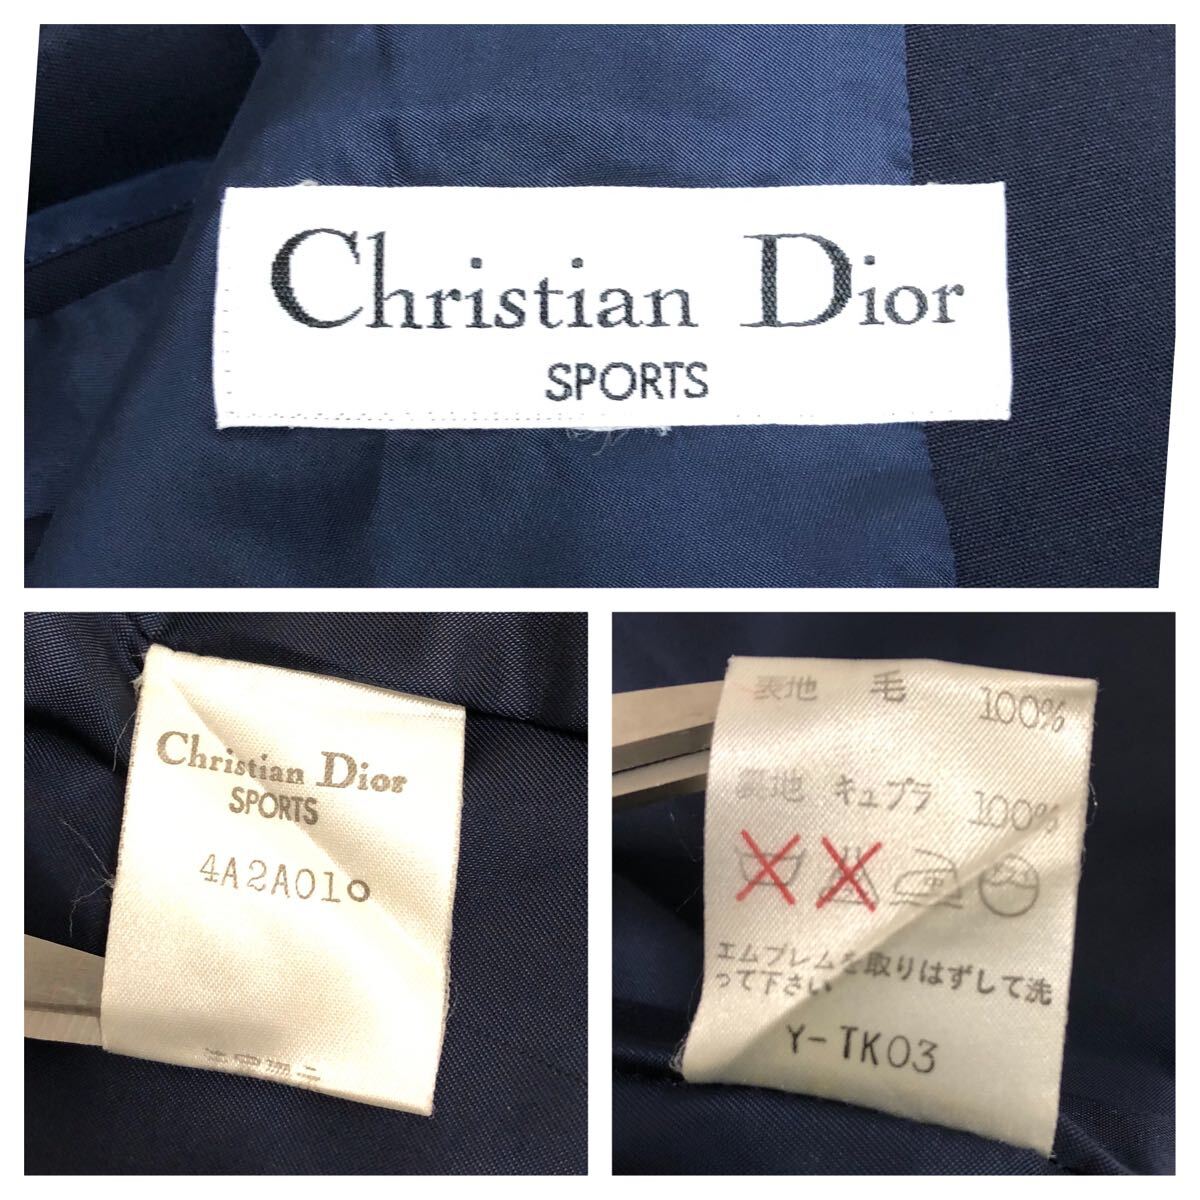 Christian Dior
SPORTS
Christian Dior
SPORTS
4A2A01
表地 毛 100%
裏地 キュプラ 100%
エムブレムを取りはずして洗
って下さい
Y-TK03